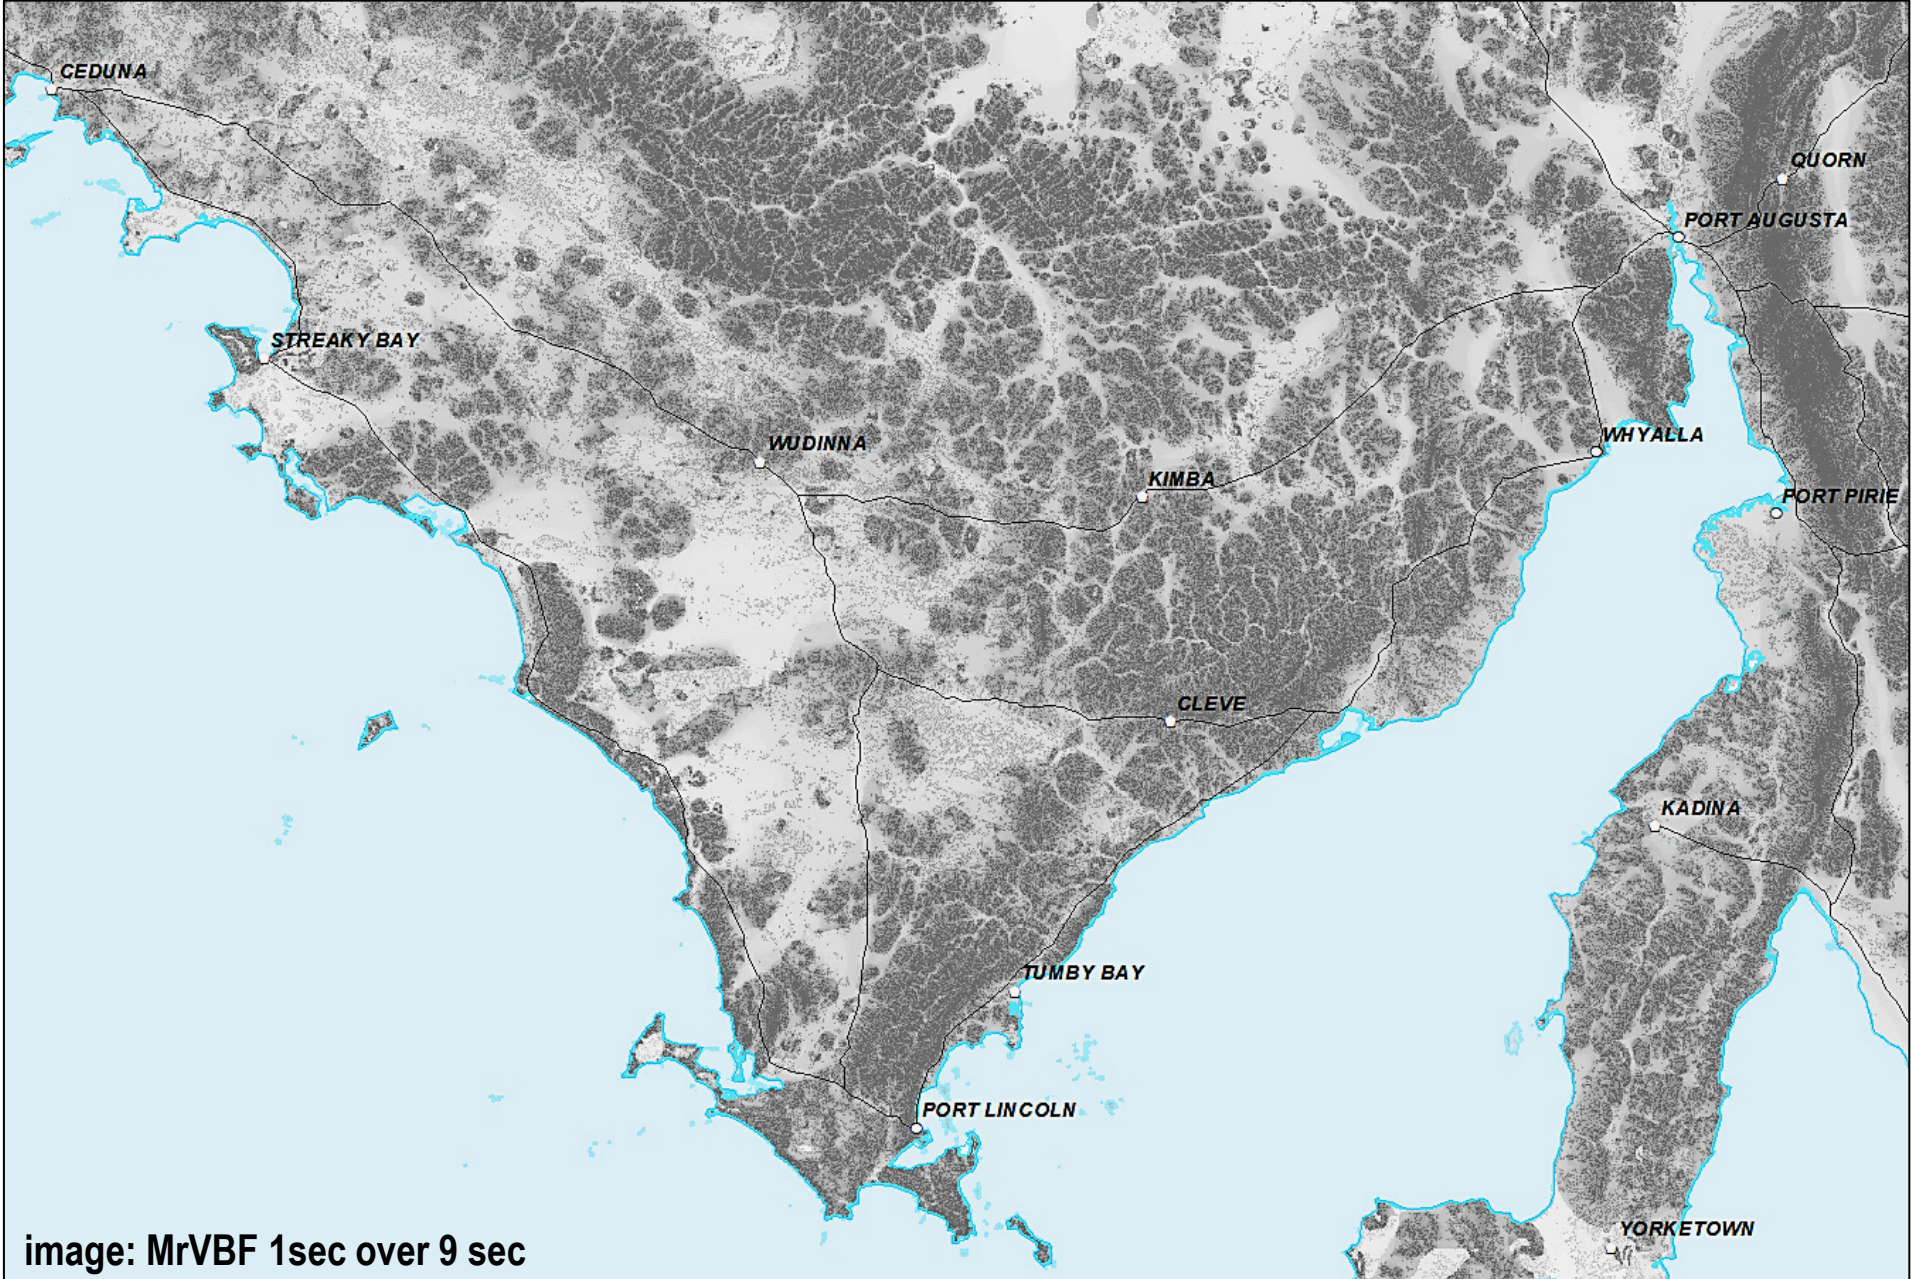 CEDUNA
QUORN
PORT AUGUSTA
STREAKY BAY
WUDINNA
WHYALLA
KIMBA
PORT PIRIE
CLEVE
KADINA
TUMBY BAY
PORT LINCOLN
YORKETOWN
image: MrVBF 1sec over 9 sec